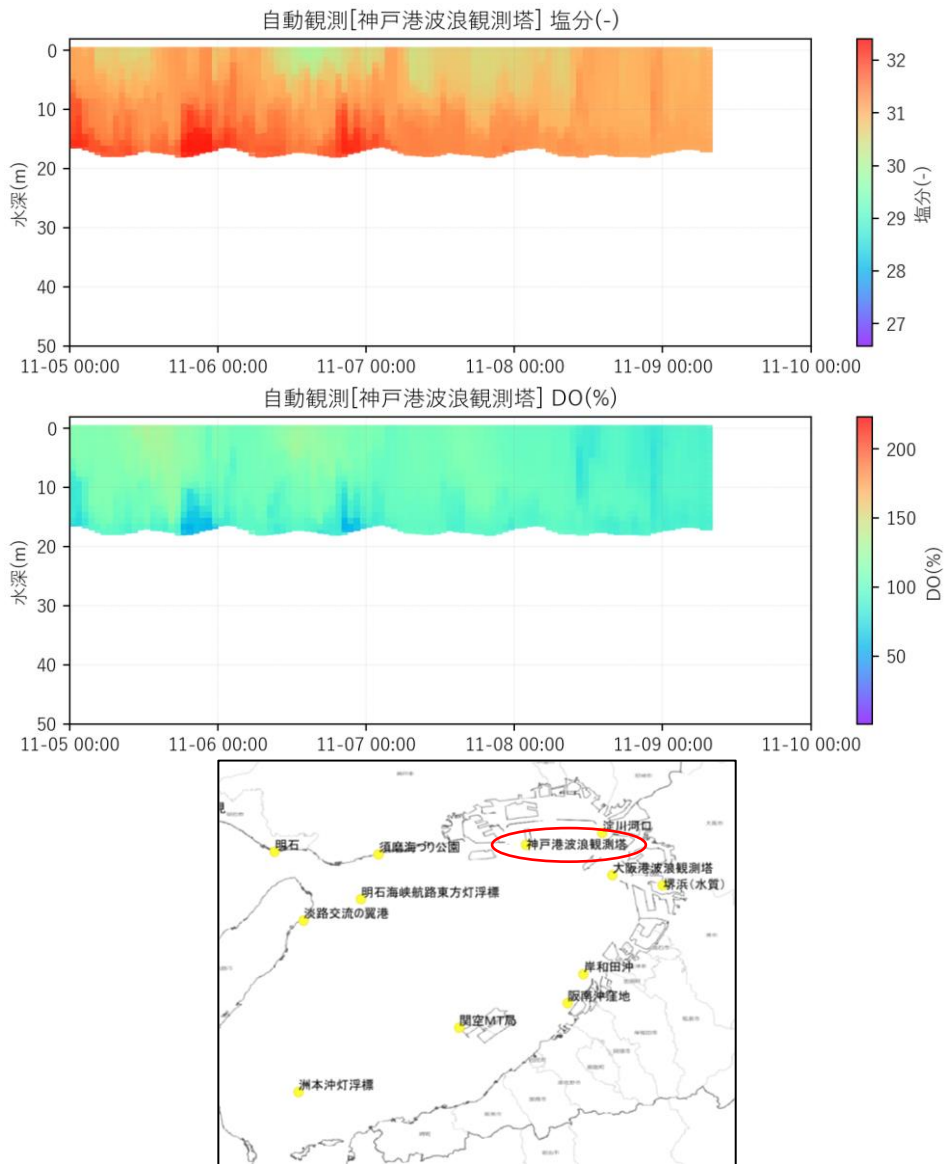 自動観測[神戸港波浪観測塔] 塩分(-)
0
10
20
30
40
50
水深(m)
11-05 00:00 11-06 00:00 11-07 00:00 11-08 00:00 11-09 00:00 11-10 00:00
32
31
30
29
28
27
塩分(-)
自動観測[神戸港波浪観測塔] DO(%)
0
10
20
30
40
50
水深(m)
11-05 00:00 11-06 00:00 11-07 00:00 11-08 00:00 11-09 00:00 11-10 00:00
200
150
100
50
DO(%)
淀川河口
明石
須磨海づり公園
神戸港波浪観測塔
大阪港波浪観測塔
堺浜(水質)
明石海峡航路東方灯浮標
淡路交流の翼港
岸和田沖
阪南沖窪地
関空MT局
洲本沖灯浮標